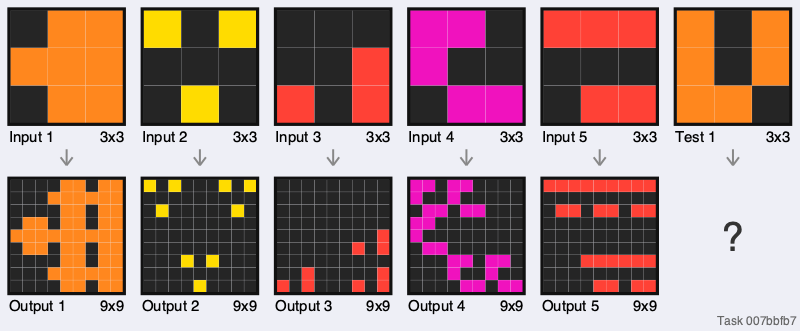 Input 1 3x3 Input 2 3x3 Input 3 3x3 Input 4 3x3 Input 5 3x3 Test 1 3x3
?
Output 1 9x9 Output 2 9x9 Output 3 9x9 Output 4 9x9 Output 5 9x9
Task 007bbfb7